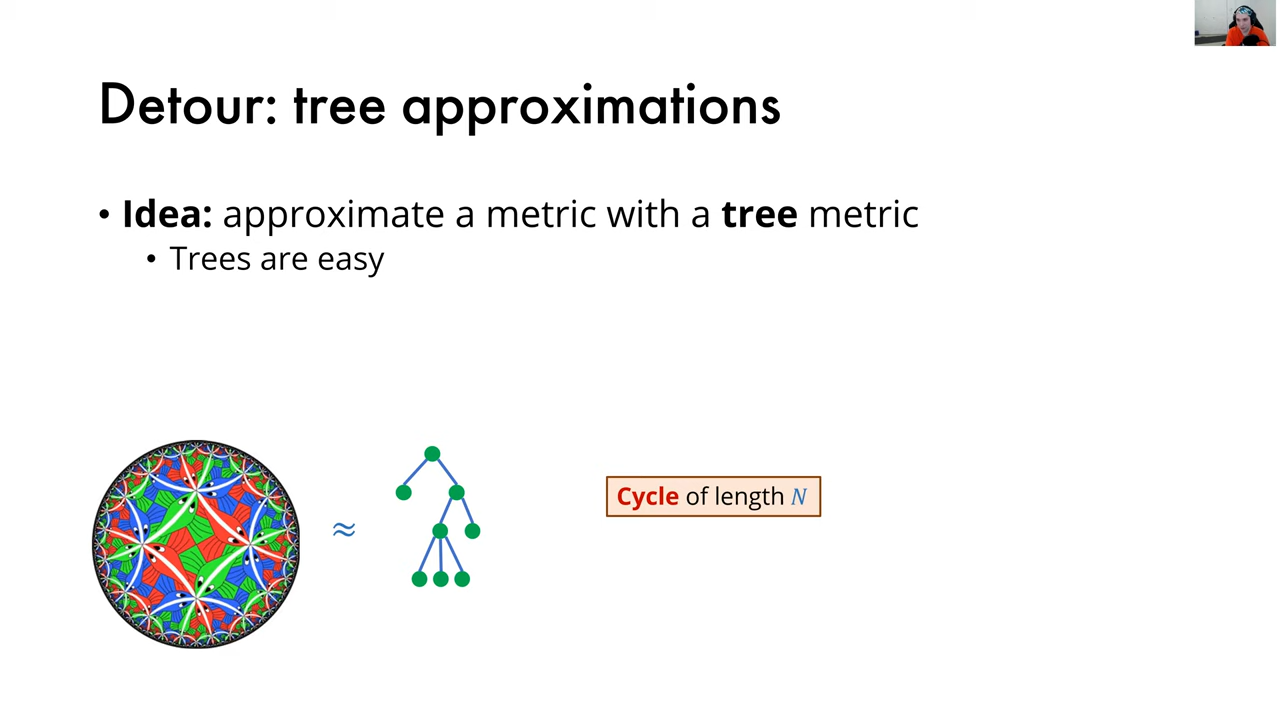 Detour: tree approximations
• Idea: approximate a metric with a tree metric
• Trees are easy
≈
Cycle of length N